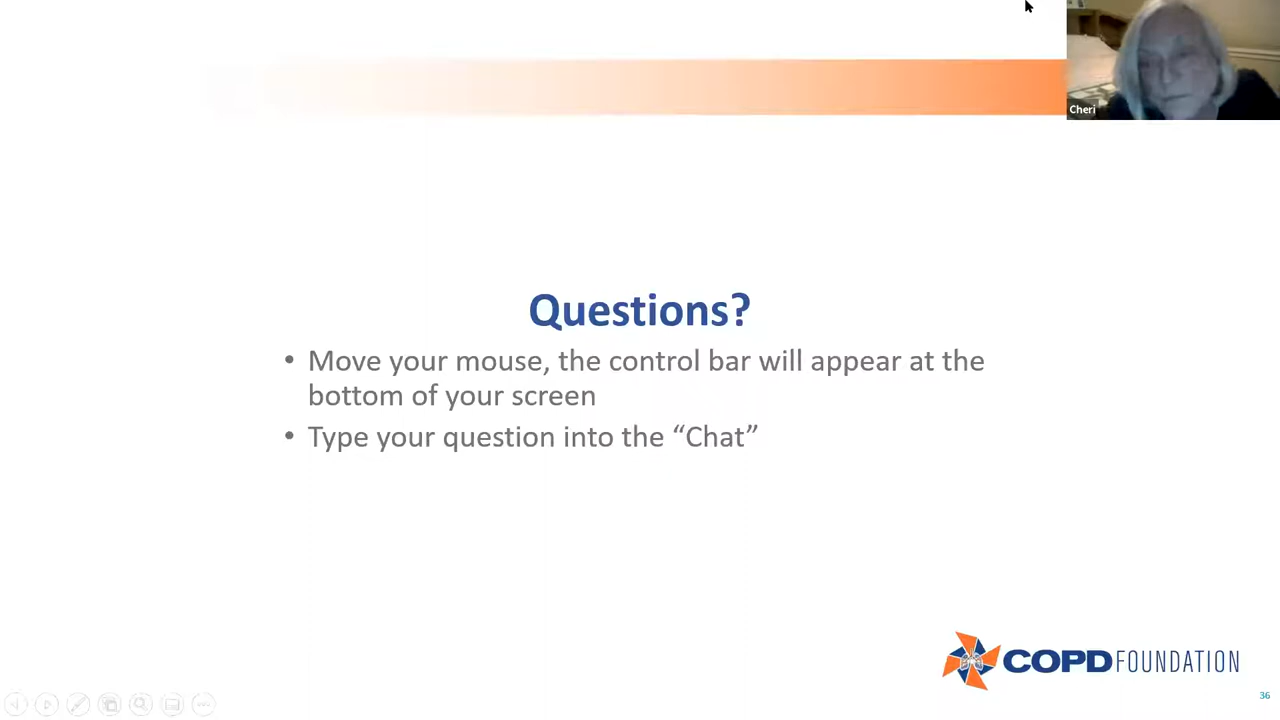 Cheri
Questions?
• Move your mouse, the control bar will appear at the
bottom of your screen
• Type your question into the “Chat”
COPD FOUNDATION
36